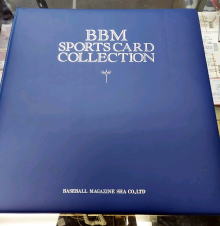 BBM
SPORTS CARD
COLLECTION
BASEBALL MAGAZINE SHA CO.,LTD